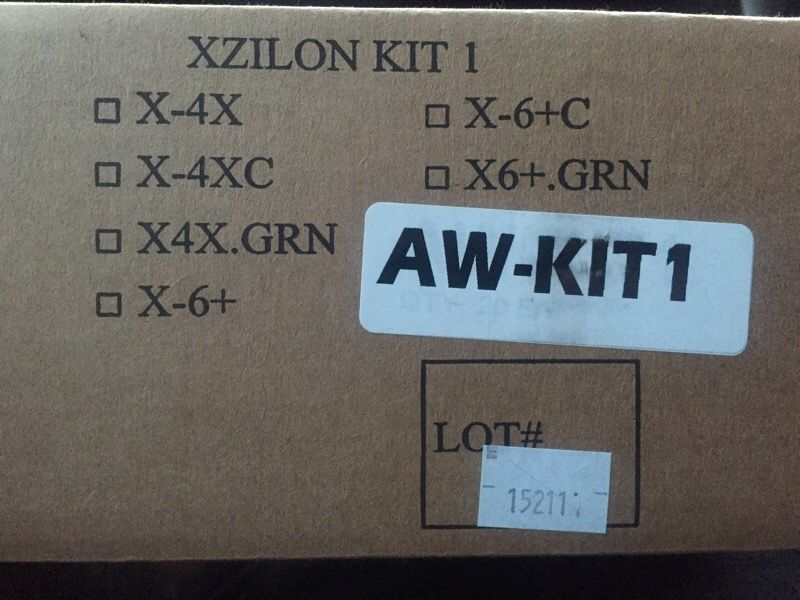 XZILON KIT 1
X-4X
X-6+C
X-4XC
X6+.GRN
X4X.GRN
X-6+
AW-KIT1
LOT#
15211